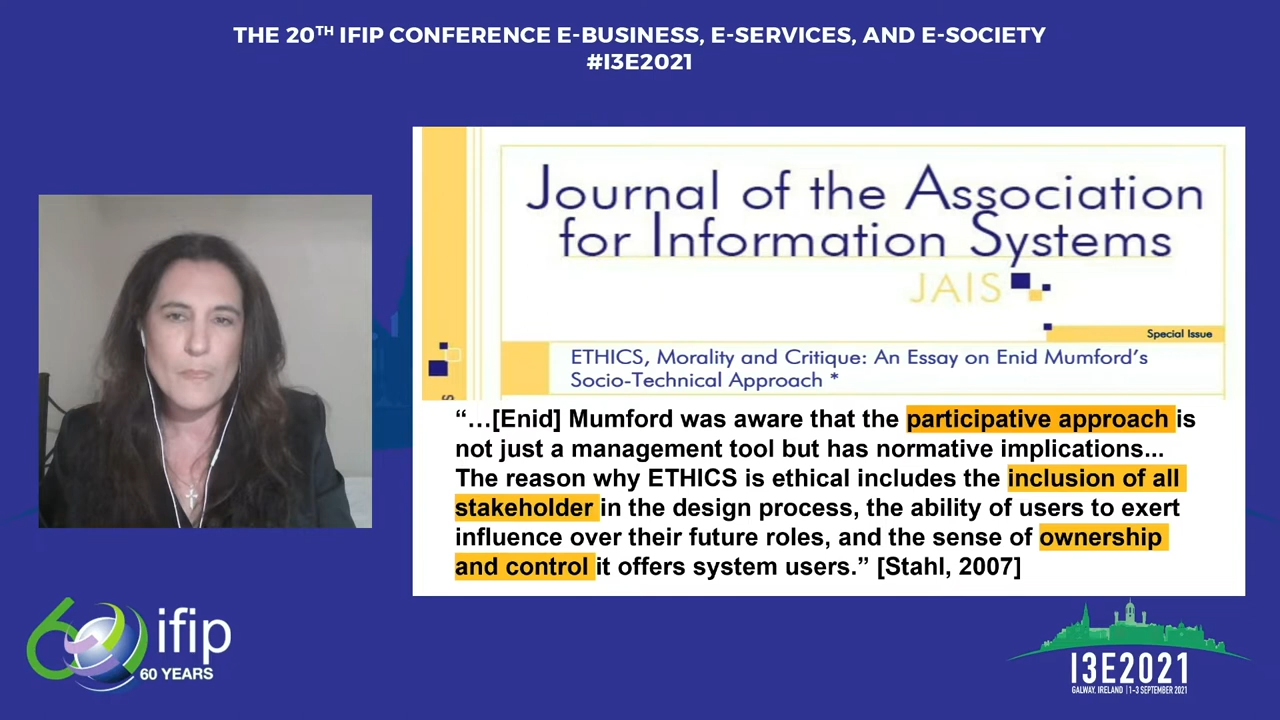 THE 20TH IFIP CONFERENCE E-BUSINESS, E-SERVICES, AND E-SOCIETY
#I3E2021
Journal of the Association
for Information Systems
JAIS
Special Issue
ETHICS, Morality and Critique: An Essay on Enid Mumford’s
Socio-Technical Approach *
“…[Enid] Mumford was aware that the participative approach is
not just a management tool but has normative implications...
The reason why ETHICS is ethical includes the inclusion of all
stakeholder in the design process, the ability of users to exert
influence over their future roles, and the sense of ownership
and control it offers system users.” [Stahl, 2007]
60 ifip
60 YEARS
I3E2021
GALWAY, IRELAND | 1-3 SEPTEMBER 2021